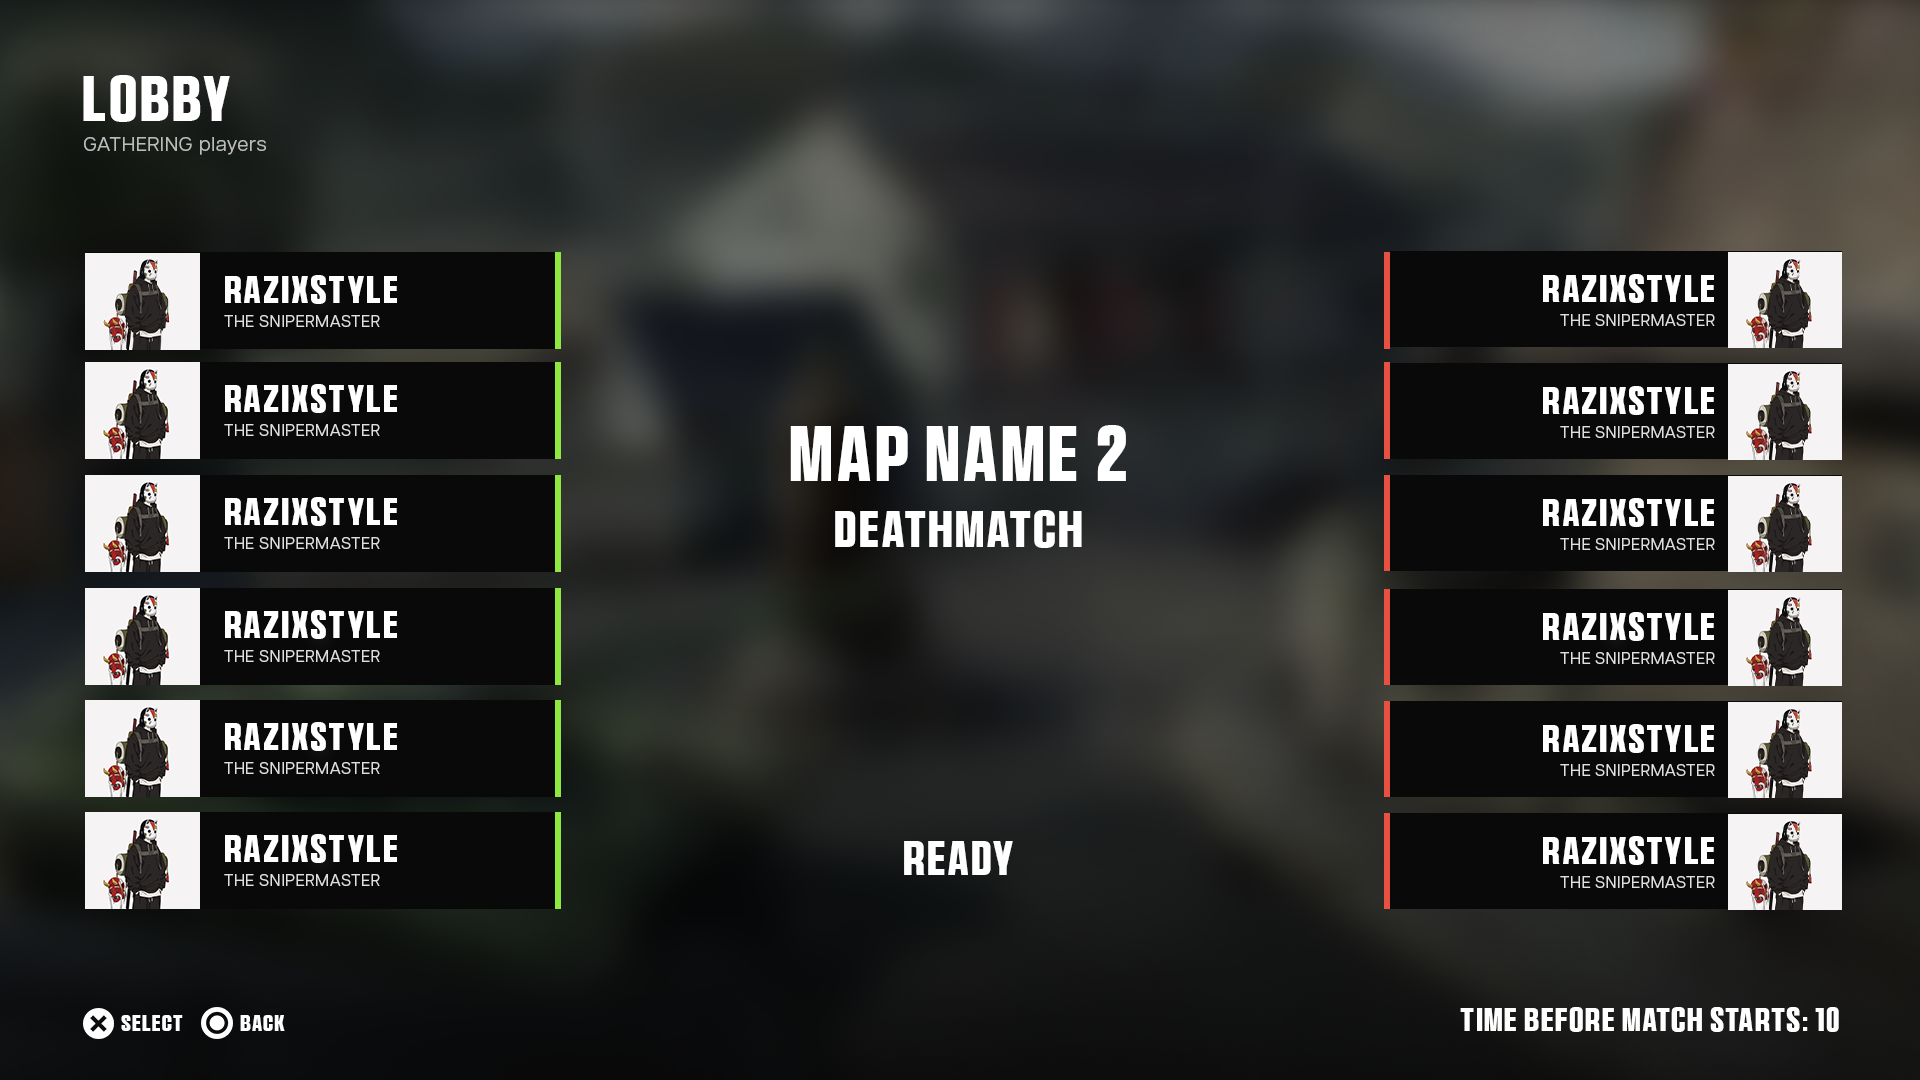 LOBBY
GATHERING players
RAZIXSTYLE
THE SNIPERMASTER
RAZIXSTYLE
THE SNIPERMASTER
RAZIXSTYLE
THE SNIPERMASTER
RAZIXSTYLE
THE SNIPERMASTER
RAZIXSTYLE
THE SNIPERMASTER
RAZIXSTYLE
THE SNIPERMASTER
MAP NAME 2
DEATHMATCH
READY
RAZIXSTYLE
THE SNIPERMASTER
RAZIXSTYLE
THE SNIPERMASTER
RAZIXSTYLE
THE SNIPERMASTER
RAZIXSTYLE
THE SNIPERMASTER
RAZIXSTYLE
THE SNIPERMASTER
RAZIXSTYLE
THE SNIPERMASTER
SELECT BACK
TIME BEFORE MATCH STARTS: 10